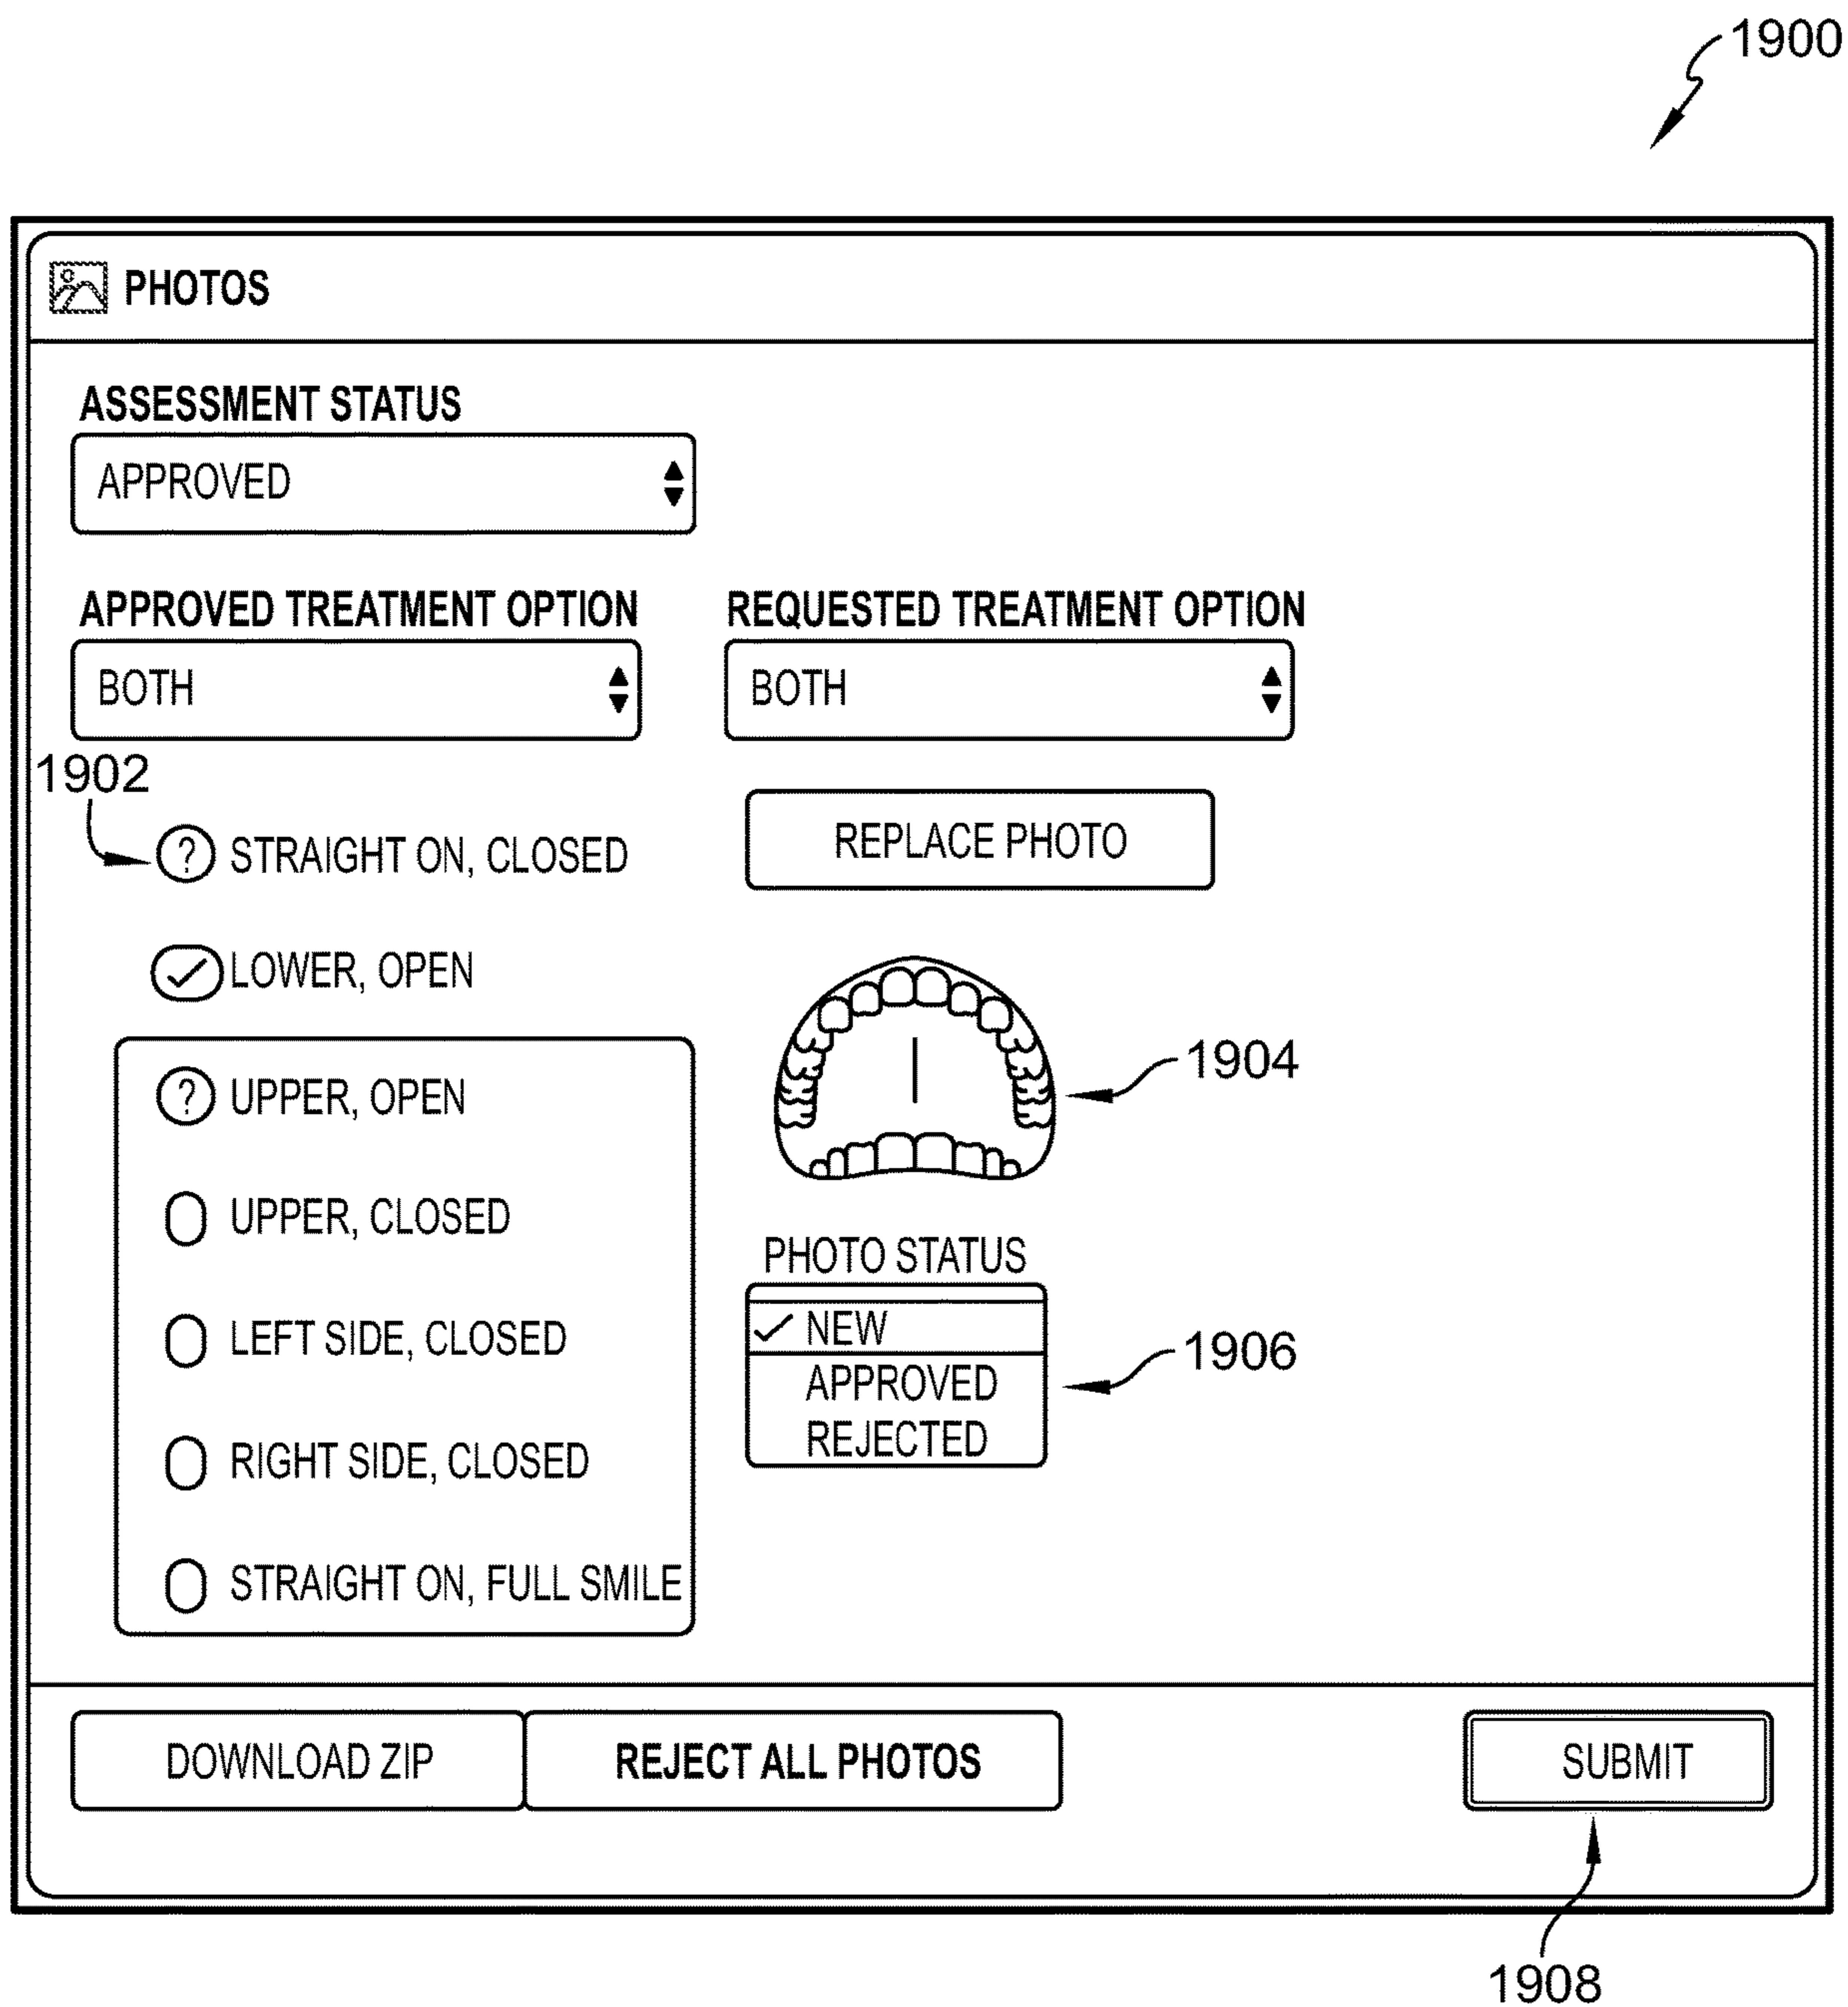 1900
PHOTOS
ASSESSMENT STATUS
APPROVED
APPROVED TREATMENT OPTION
BOTH
REQUESTED TREATMENT OPTION
BOTH
1902
? STRAIGHT ON, CLOSED
REPLACE PHOTO
LOWER, OPEN
? UPPER, OPEN
UPPER, CLOSED
LEFT SIDE, CLOSED
RIGHT SIDE, CLOSED
STRAIGHT ON, FULL SMILE
1904
PHOTO STATUS
NEW
APPROVED
REJECTED
1906
DOWNLOAD ZIP
REJECT ALL PHOTOS
SUBMIT
1908